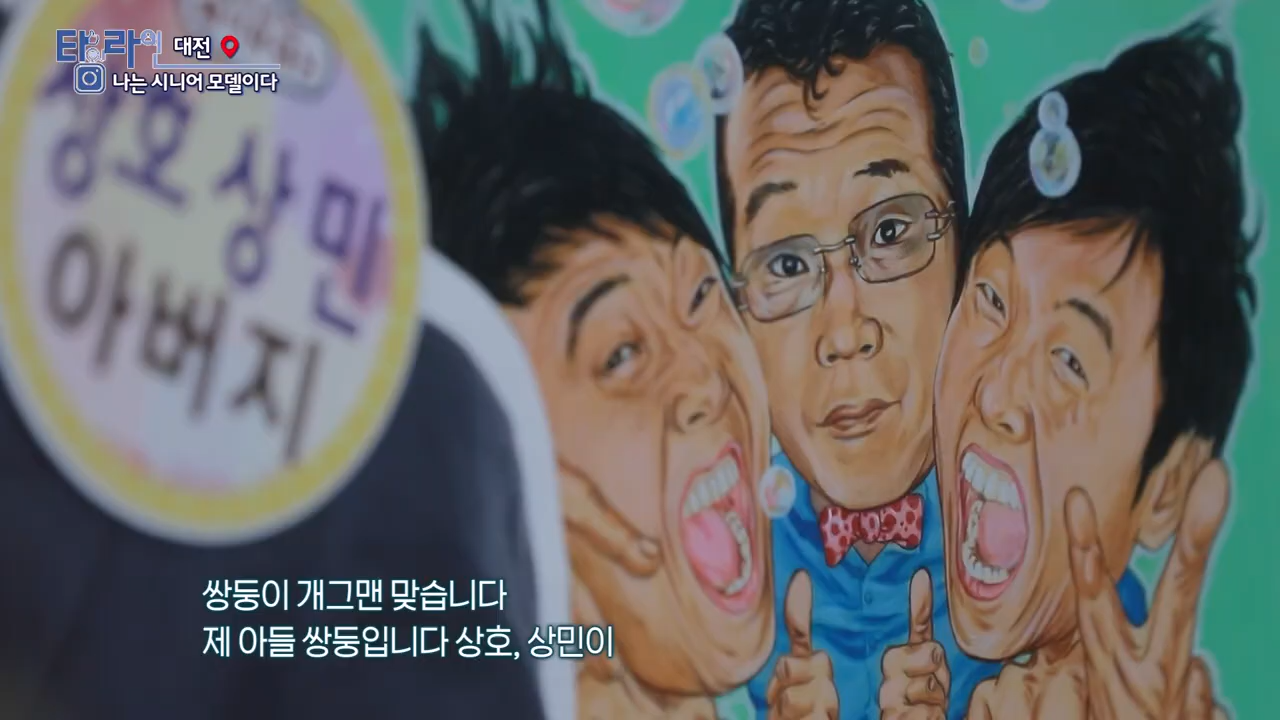 탐라의 대전
나는 시니어 모델이다
상호 상민
아버지
쌍둥이 개그맨 맞습니다
제 아들 쌍둥입니다 상호, 상민이